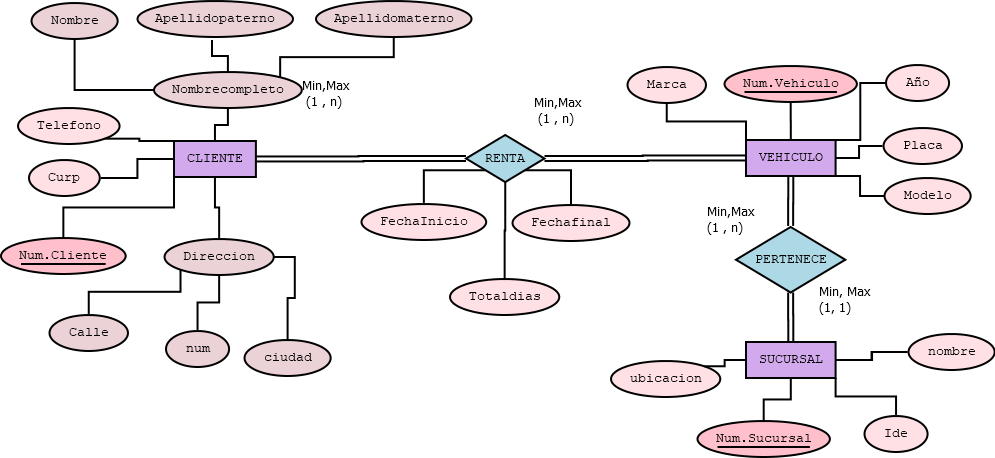 Nombre
Apellidopaterno
Apellidomaterno
Nombrecompleto
Min,Max
(1 , n)
Telefono
CLIENTE
Curp
Num.Cliente
Direccion
Calle
num
ciudad
Min,Max
(1 , n)
RENTA
FechaInicio
Fechafinal
Totaldias
Marca
Num.Vehiculo
Año
VEHICULO
Placa
Modelo
Min,Max
(1 , n)
PERTENECE
Min, Max
(1, 1)
SUCURSAL
nombre
ubicacion
Num.Sucursal
Ide